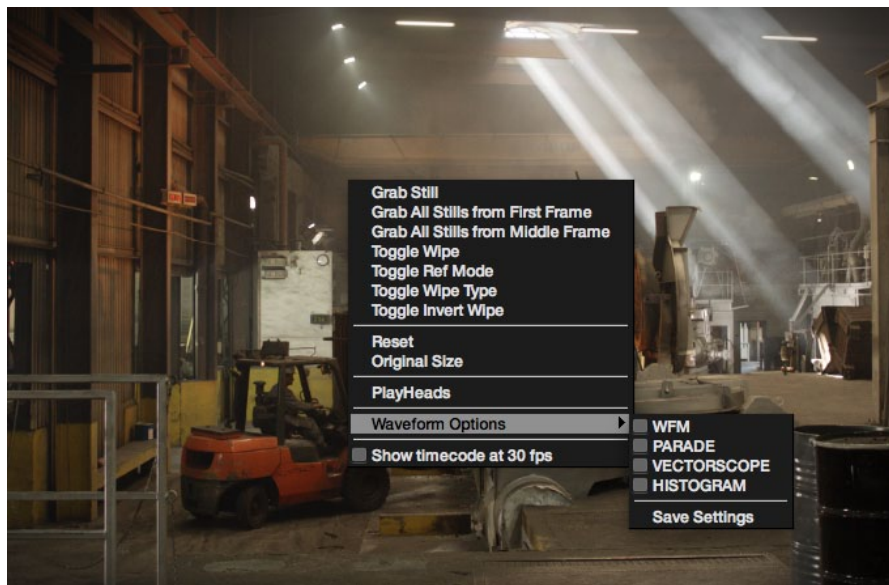 Grab Still
Grab All Stills from First Frame
Grab All Stills from Middle Frame
Toggle Wipe
Toggle Ref Mode
Toggle Wipe Type
Toggle Invert Wipe
Reset
Original Size
PlayHeads
Waveform Options
Show timecode at 30 fps
WFM
PARADE
VECTORSCOPE
HISTOGRAM
Save Settings